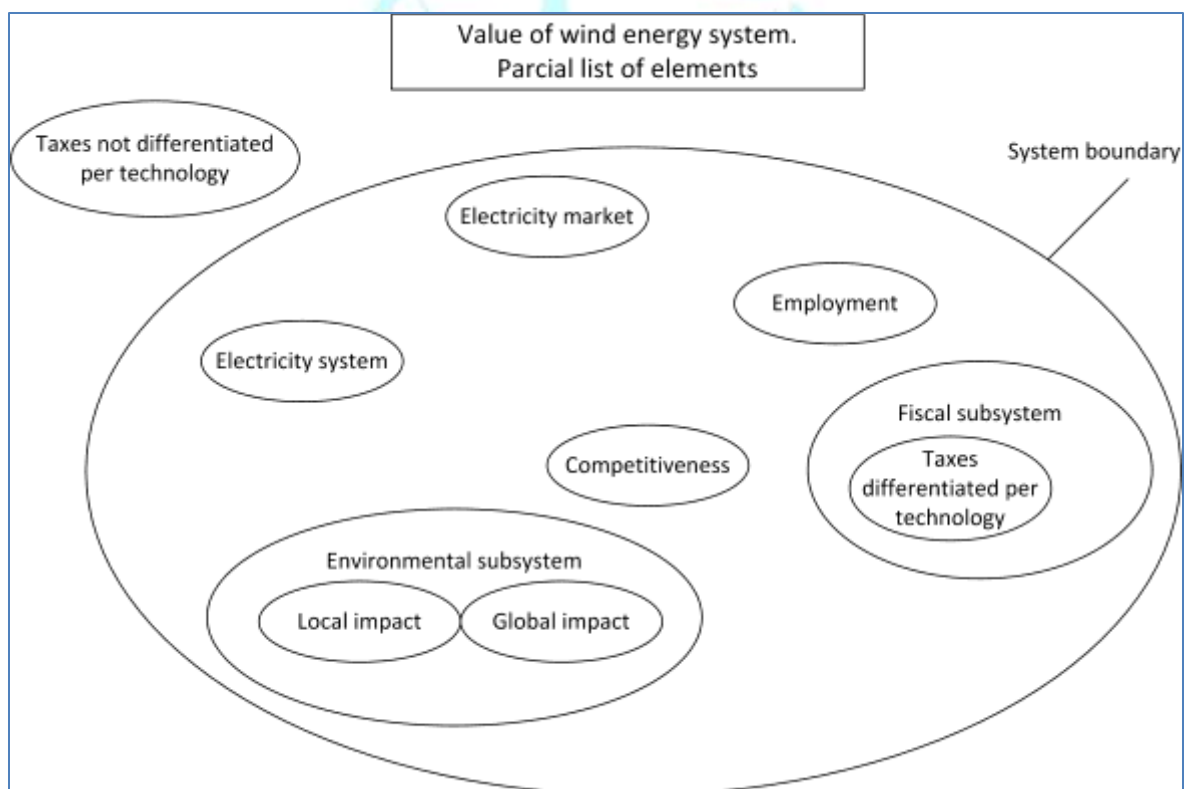 Value of wind energy system.
Parcial list of elements
Taxes not differentiated
per technology
System boundary
Electricity market
Employment
Electricity system
Fiscal subsystem
Competitiveness
Taxes
differentiated per
technology
Environmental subsystem
Local impact
Global impact